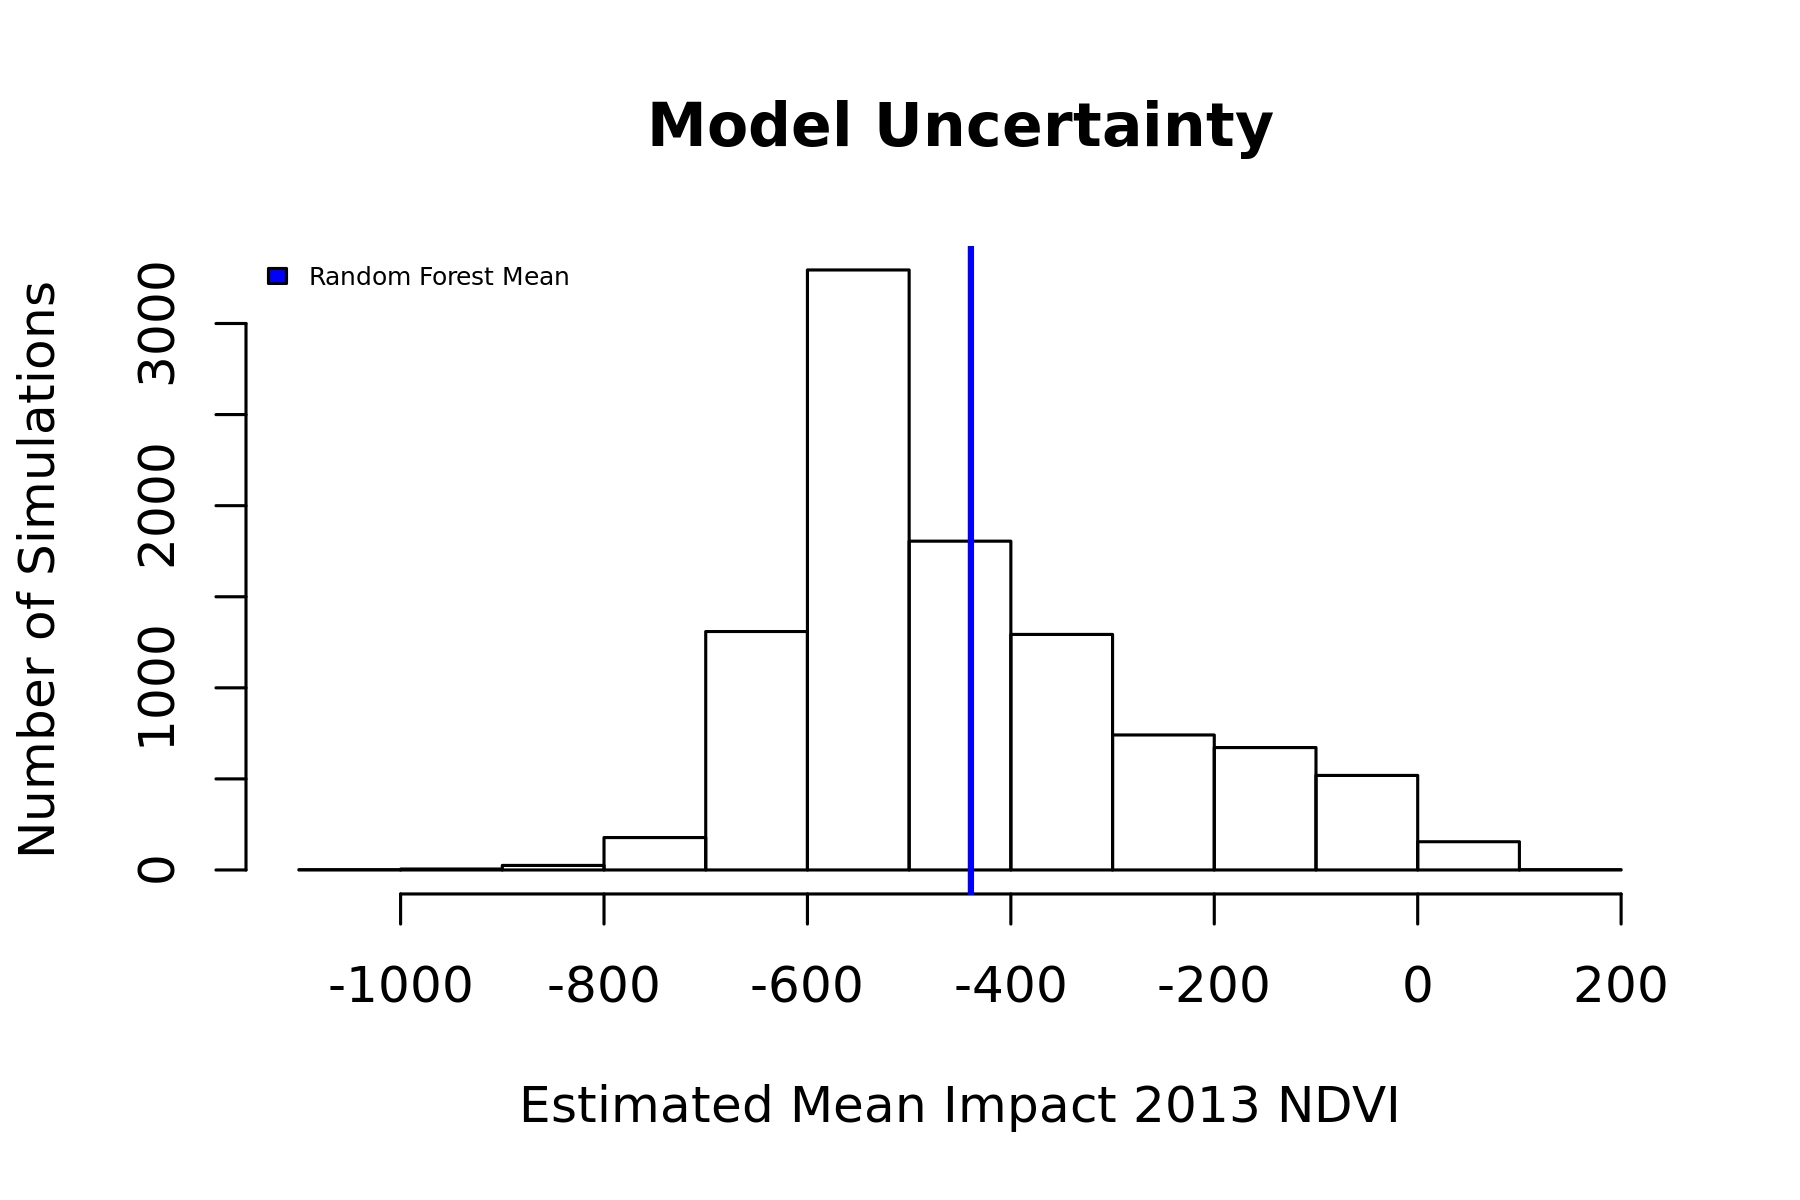 Model Uncertainty
Random Forest Mean
Number of Simulations
3000
2000
1000
0
-1000 -800 -600 -400 -200 0 200
Estimated Mean Impact 2013 NDVI